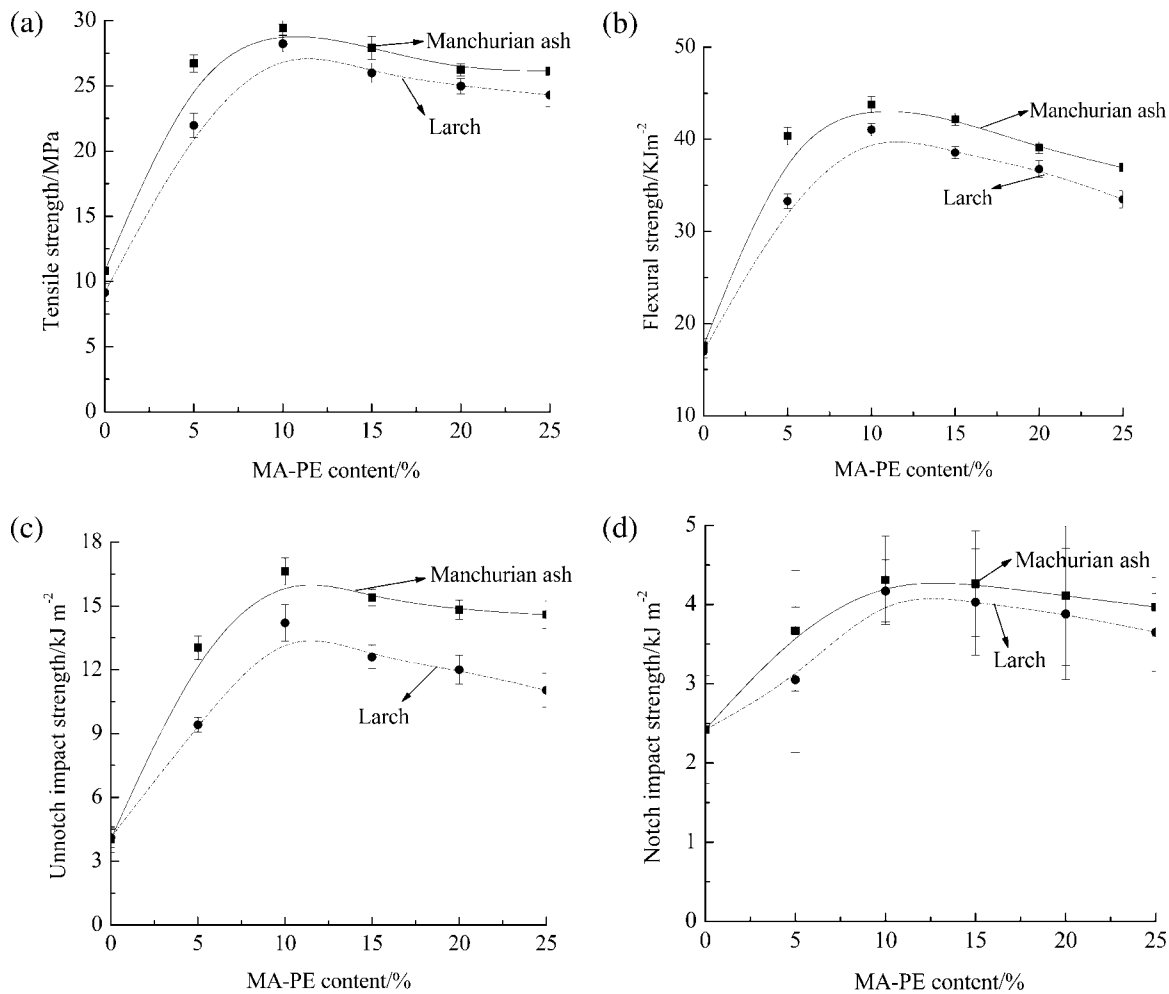 (a)
30
25
20
15
10
5
0
Tensile strength/MPa
Manchurian ash
Larch
0 5 10 15 20 25
MA-PE content/%
(b)
50
40
30
20
10
Flexural strength/KJm⁻²
Manchurian ash
Larch
0 5 10 15 20 25
MA-PE content/%
(c)
18
15
12
9
6
3
0
Unnotch impact strength/kJ m⁻²
Manchurian ash
Larch
0 5 10 15 20 25
MA-PE content/%
(d)
5
4
3
2
1
0
Notch impact strength/kJ m⁻²
Machurian ash
Larch
0 5 10 15 20 25
MA-PE content/%